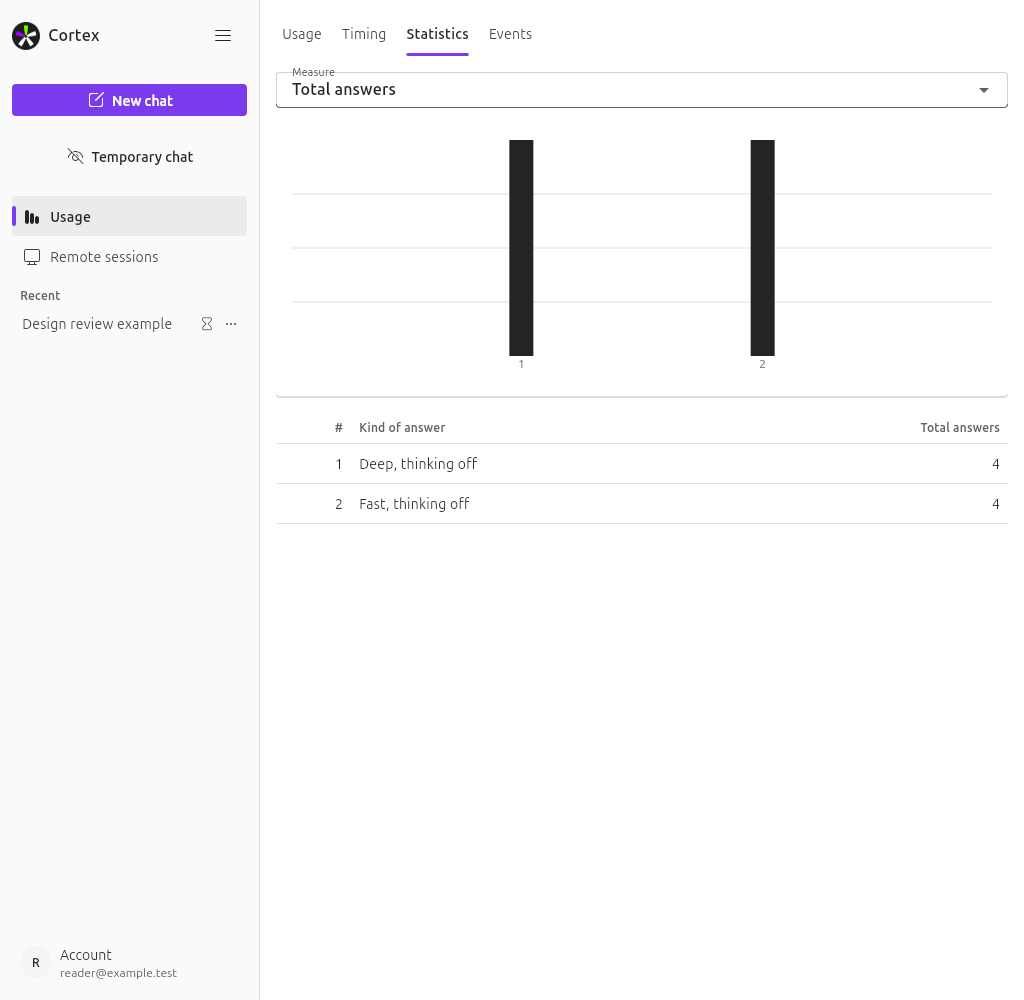 Cortex
New chat
Temporary chat
Usage
Remote sessions
Recent
Design review example
Account
R
reader@example.test
Usage Timing Statistics Events
Measure
Total answers
1 2
# Kind of answer Total answers
1 Deep, thinking off 4
2 Fast, thinking off 4